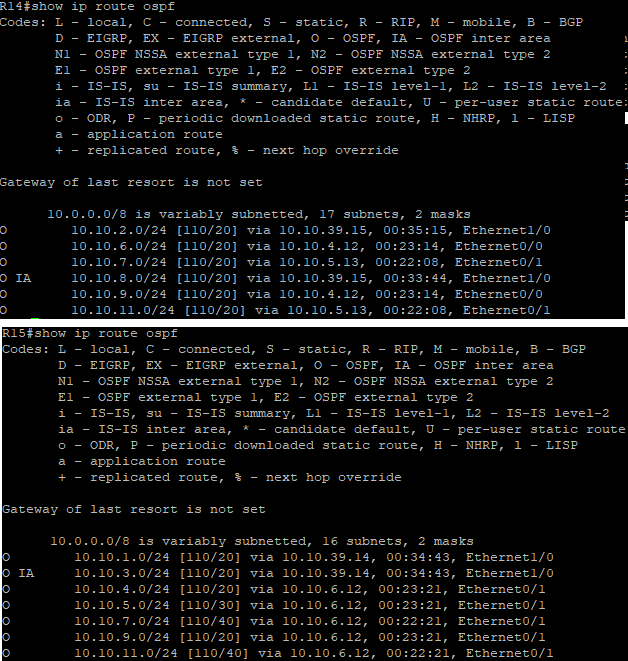 R14#show ip route ospf
Codes: L - local, C - connected, S - static, R - RIP, M - mobile, B - BGP
D - EIGRP, EX - EIGRP external, O - OSPF, IA - OSPF inter area
N1 - OSPF NSSA external type 1, N2 - OSPF NSSA external type 2
E1 - OSPF external type 1, E2 - OSPF external type 2
i - IS-IS, su - IS-IS summary, L1 - IS-IS level-1, L2 - IS-IS level-2
ia - IS-IS inter area, * - candidate default, U - per-user static route
o - ODR, P - periodic downloaded static route, H - NHRP, l - LISP
a - application route
+ - replicated route, % - next hop override
Gateway of last resort is not set
10.0.0.0/8 is variably subnetted, 17 subnets, 2 masks
O 10.10.2.0/24 [110/20] via 10.10.39.15, 00:35:15, Ethernet1/0
O 10.10.6.0/24 [110/20] via 10.10.4.12, 00:23:14, Ethernet0/0
O 10.10.7.0/24 [110/20] via 10.10.5.13, 00:22:08, Ethernet0/1
O IA 10.10.8.0/24 [110/20] via 10.10.39.15, 00:33:44, Ethernet1/0
O 10.10.9.0/24 [110/20] via 10.10.4.12, 00:23:14, Ethernet0/0
O 10.10.11.0/24 [110/20] via 10.10.5.13, 00:22:08, Ethernet0/1
R15#show ip route ospf
Codes: L - local, C - connected, S - static, R - RIP, M - mobile, B - BGP
D - EIGRP, EX - EIGRP external, O - OSPF, IA - OSPF inter area
N1 - OSPF NSSA external type 1, N2 - OSPF NSSA external type 2
E1 - OSPF external type 1, E2 - OSPF external type 2
i - IS-IS, su - IS-IS summary, L1 - IS-IS level-1, L2 - IS-IS level-2
ia - IS-IS inter area, * - candidate default, U - per-user static route
o - ODR, P - periodic downloaded static route, H - NHRP, l - LISP
a - application route
+ - replicated route, % - next hop override
Gateway of last resort is not set
10.0.0.0/8 is variably subnetted, 16 subnets, 2 masks
O 10.10.1.0/24 [110/20] via 10.10.39.14, 00:34:43, Ethernet1/0
O IA 10.10.3.0/24 [110/20] via 10.10.39.14, 00:34:43, Ethernet1/0
O 10.10.4.0/24 [110/20] via 10.10.6.12, 00:23:21, Ethernet0/1
O 10.10.5.0/24 [110/30] via 10.10.6.12, 00:23:21, Ethernet0/1
O 10.10.7.0/24 [110/40] via 10.10.6.12, 00:22:21, Ethernet0/1
O 10.10.9.0/24 [110/20] via 10.10.6.12, 00:23:21, Ethernet0/1
O 10.10.11.0/24 [110/40] via 10.10.6.12, 00:22:21, Ethernet0/1